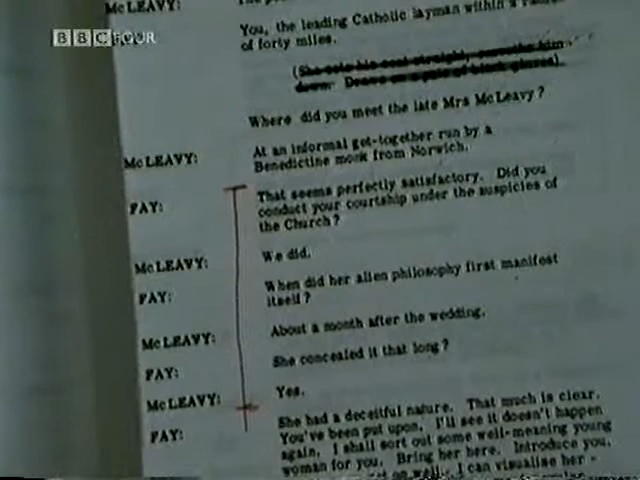 McLEAVY:
You, the leading Catholic layman within a
of forty miles.
Where did you meet the late Mrs McLeavy?
McLEAVY: At an informal get-together run by a
Benedictine monk from Norwich.
FAY: That seems perfectly satisfactory. Did you
conduct your courtship under the auspices of
the Church?
McLEAVY: We did.
FAY: When did her alien philosophy first manifest
itself?
McLEAVY: About a month after the wedding.
FAY: She concealed it that long?
McLEAVY: Yes.
FAY: She had a deceitful nature. That much is clear.
You've been put upon. I'll see it doesn't happen
again. I shall sort out some well-meaning young
woman for you. Bring her here. Introduce you.
well. I can visualise her -
BBC FOUR